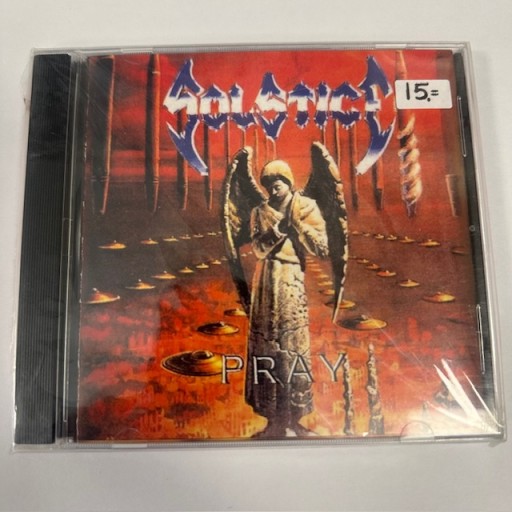 SOLSTICE
15,=
PRAY